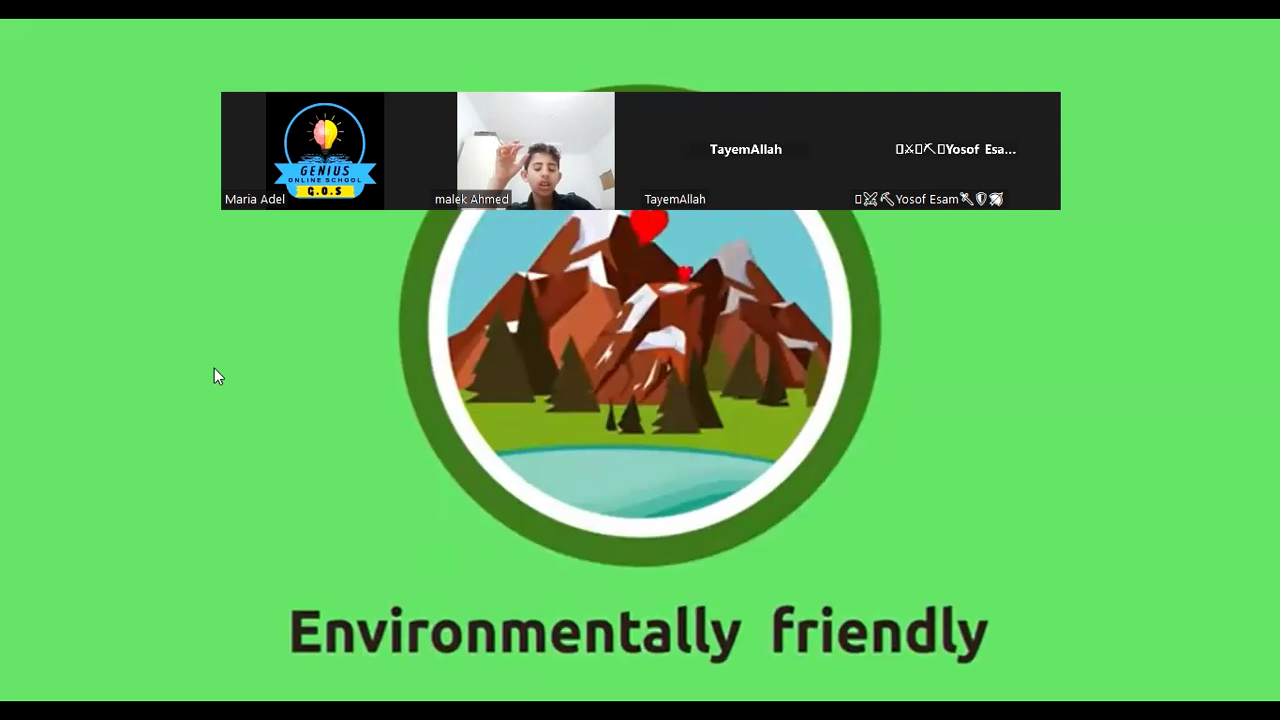 GENIUS
ONLINE SCHOOL
G.O.S
Maria Adel
malek Ahmed
TayemAllah
TayemAllah
Yosof Esa...
Yosof Esam
Environmentally friendly